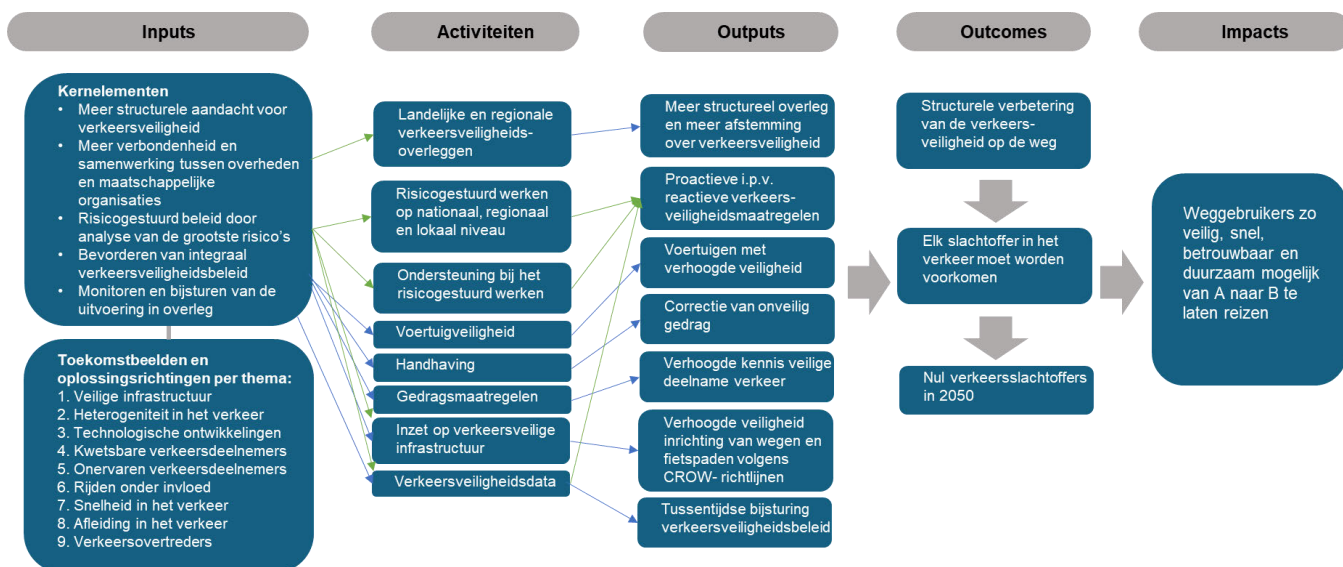 Inputs
Activiteiten
Outputs
Outcomes
Impacts
Kernelementen
• Meer structurele aandacht voor
verkeersveiligheid
• Meer verbondenheid en
samenwerking tussen overheden
en maatschappelijke
organisaties
• Risicogestuurd beleid door
analyse van de grootste risico's
• Bevorderen van integraal
verkeersveiligheidsbeleid
• Monitoren en bijsturen van de
uitvoering in overleg
Toekomstbeelden en
oplossingsrichtingen per thema:
1. Veilige infrastructuur
2. Heterogeniteit in het verkeer
3. Technologische ontwikkelingen
4. Kwetsbare verkeersdeelnemers
5. Onervaren verkeersdeelnemers
6. Rijden onder invloed
7. Snelheid in het verkeer
8. Afleiding in het verkeer
9. Verkeersovertreders
Landelijke en regionale
verkeersveiligheids-
overleggen
Risicogestuurd werken
op nationaal, regionaal
en lokaal niveau
Ondersteuning bij het
risicogestuurd werken
Voertuigveiligheid
Handhaving
Gedragsmaatregelen
Inzet op verkeersveilige
infrastructuur
Verkeersveiligheidsdata
Meer structureel overleg
en meer afstemming
over verkeersveiligheid
Proactieve i.p.v.
reactieve verkeers-
veiligheidsmaatregelen
Voertuigen met
verhoogde veiligheid
Correctie van onveilig
gedrag
Verhoogde kennis veilige
deelname verkeer
Verhoogde veiligheid
inrichting van wegen en
fietspaden volgens
CROW- richtlijnen
Tussentijdse bijsturing
verkeersveiligheidsbeleid
Structurele verbetering
van de verkeers-
veiligheid op de weg
Elk slachtoffer in het
verkeer moet worden
voorkomen
Nul verkeersslachtoffers
in 2050
Weggebruikers zo
veilig, snel,
betrouwbaar en
duurzaam mogelijk
van A naar B te
laten reizen